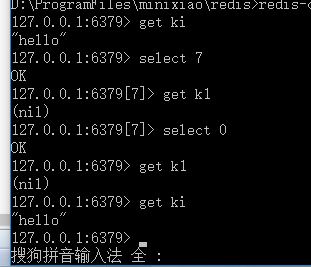 D:\ProgramFiles\minixiao\redis>redis-c
127.0.0.1:6379> get ki
"hello"
127.0.0.1:6379> select 7
OK
127.0.0.1:6379[7]> get k1
(nil)
127.0.0.1:6379[7]> select 0
OK
127.0.0.1:6379> get k1
(nil)
127.0.0.1:6379> get ki
"hello"
127.0.0.1:6379>
搜狗拼音输入法 全 :